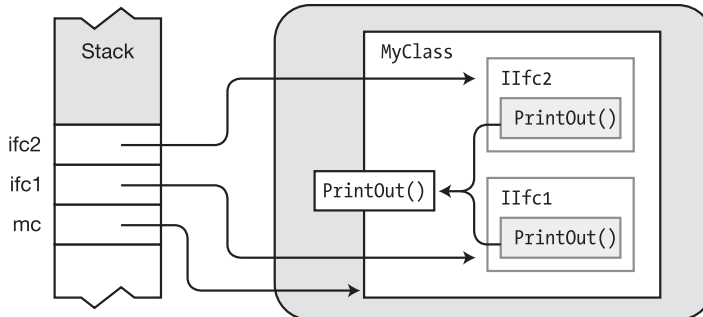 Stack
ifc2
ifc1
mc
MyClass
IIfc2
PrintOut()
PrintOut()
IIfc1
PrintOut()